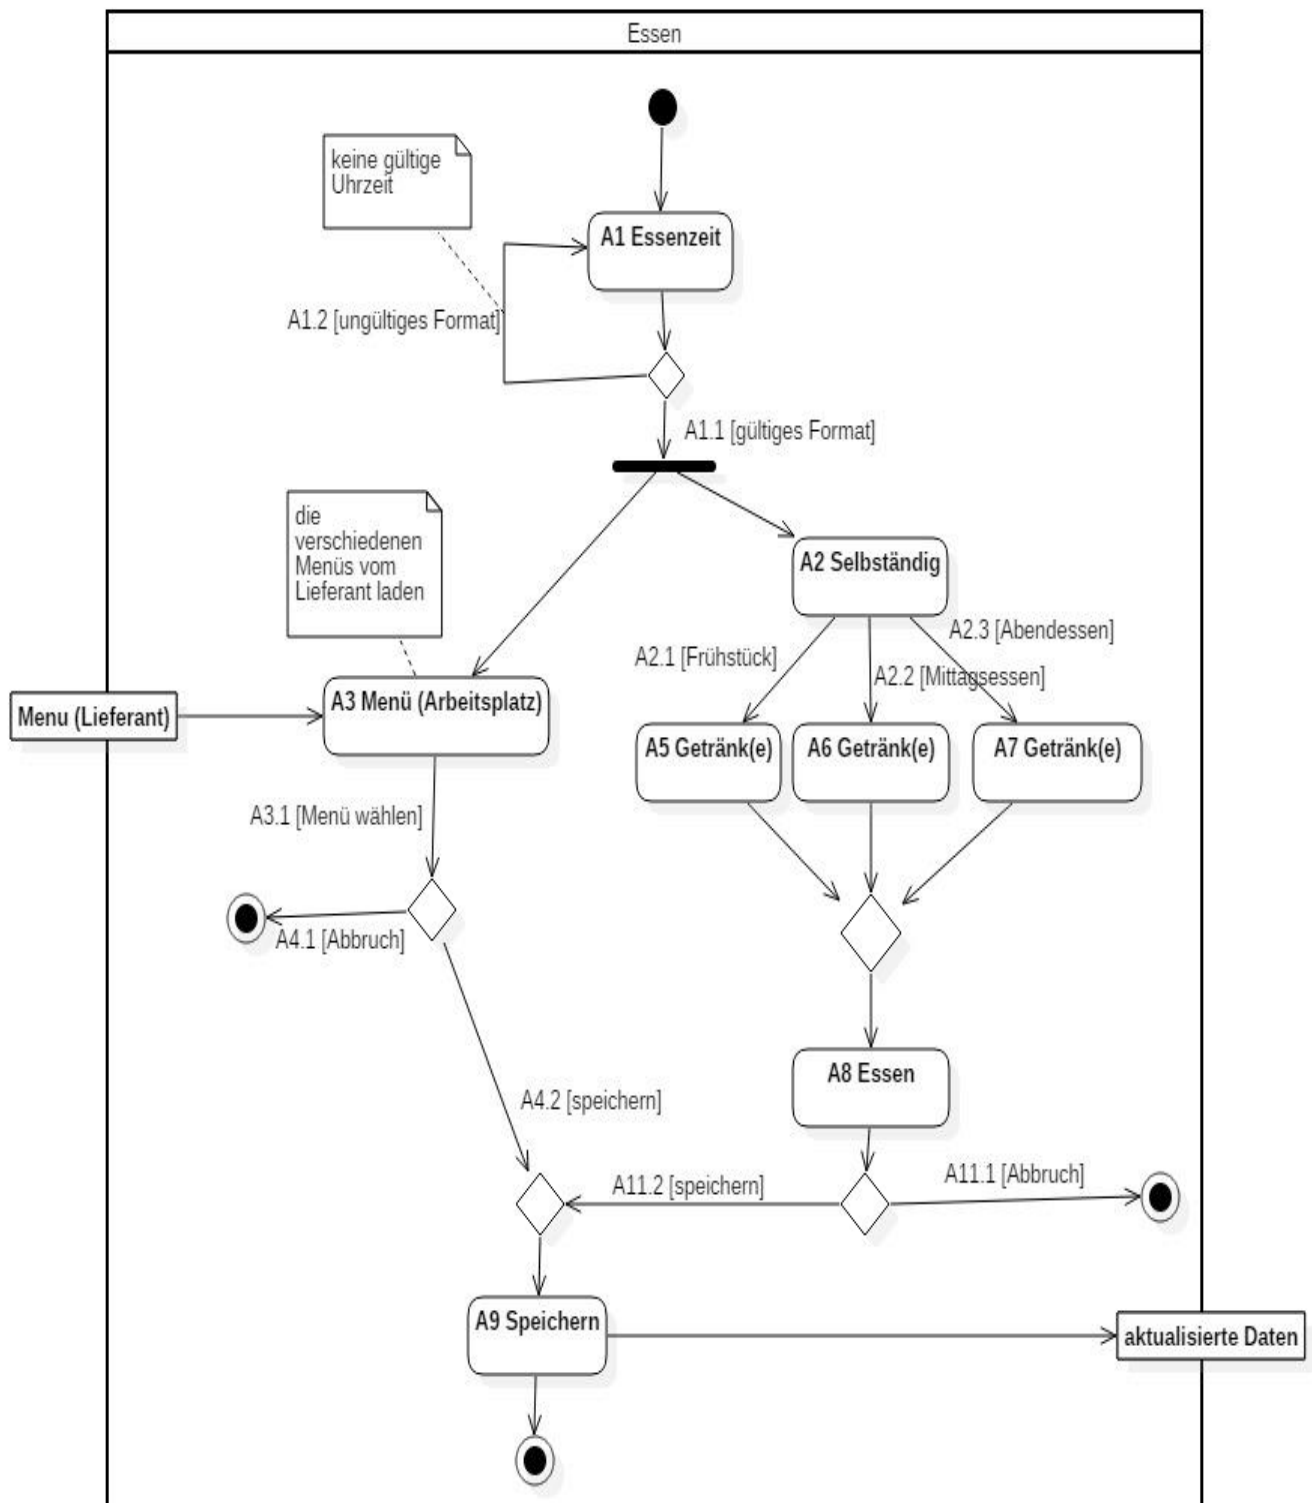 Essen
keine gültige
Uhrzeit
A1 Essenzeit
A1.2 [ungültiges Format]
A1.1 [gültiges Format]
die
verschiedenen
Menüs vom
Lieferant laden
A2 Selbständig
A2.3 [Abendessen]
A2.1 [Frühstück]
A2.2 [Mittagsessen]
A3 Menü (Arbeitsplatz)
Menu (Lieferant)
A5 Getränk(e)
A6 Getränk(e)
A7 Getränk(e)
A3.1 [Menü wählen]
A4.1 [Abbruch]
A8 Essen
A4.2 [speichern]
A11.2 [speichern]
A11.1 [Abbruch]
A9 Speichern
aktualisierte Daten